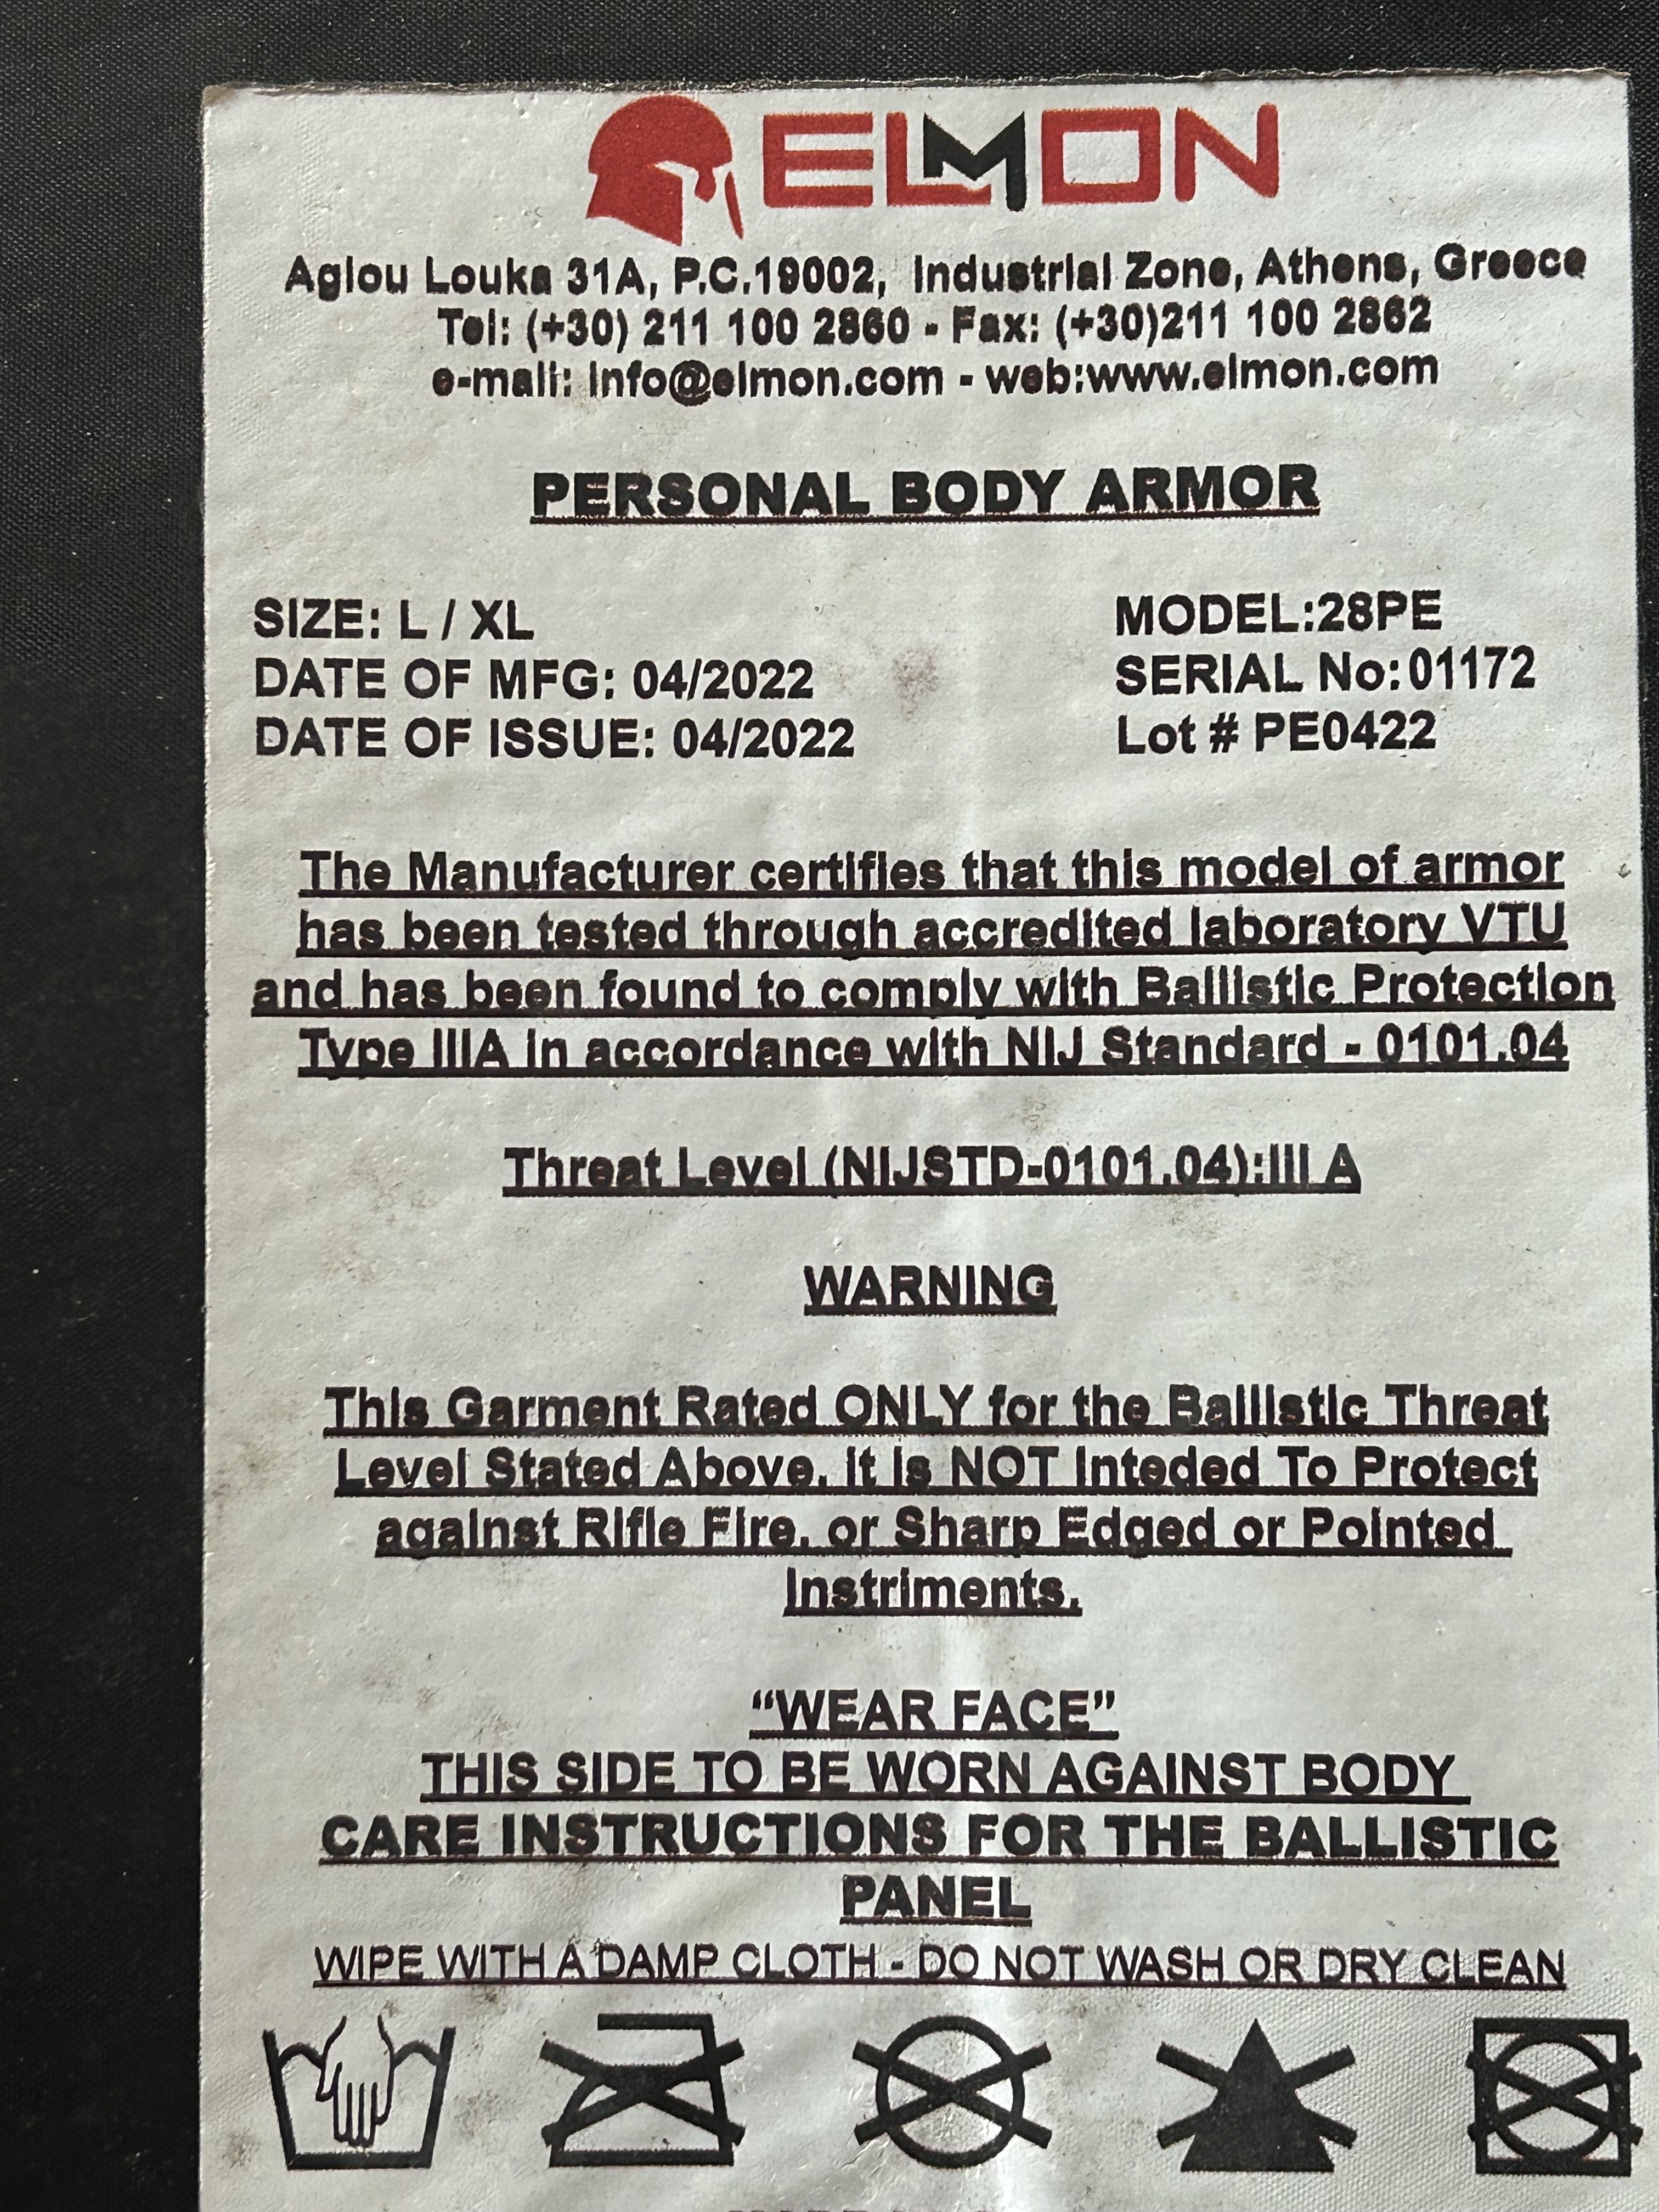 ELMON
Agiou Louka 31A, P.C.19002, Industrial Zone, Athens, Greece
Tel: (+30) 211 100 2860 - Fax: (+30)211 100 2862
e-mail: info@elmon.com - web:www.elmon.com
PERSONAL BODY ARMOR
SIZE: L / XL MODEL:28PE
DATE OF MFG: 04/2022 SERIAL No:01172
DATE OF ISSUE: 04/2022 Lot # PE0422
The Manufacturer certifies that this model of armor
has been tested through accredited laboratory VTU
and has been found to comply with Ballistic Protection
Type IIIA in accordance with NIJ Standard - 0101.04
Threat Level (NIJSTD-0101.04):III A
WARNING
This Garment Rated ONLY for the Ballistic Threat
Level Stated Above. it is NOT Inteded To Protect
against Rifle Fire, or Sharp Edged or Pointed
Instriments.
“WEAR FACE”
THIS SIDE TO BE WORN AGAINST BODY
CARE INSTRUCTIONS FOR THE BALLISTIC
PANEL
WIPE WITH A DAMP CLOTH - DO NOT WASH OR DRY CLEAN